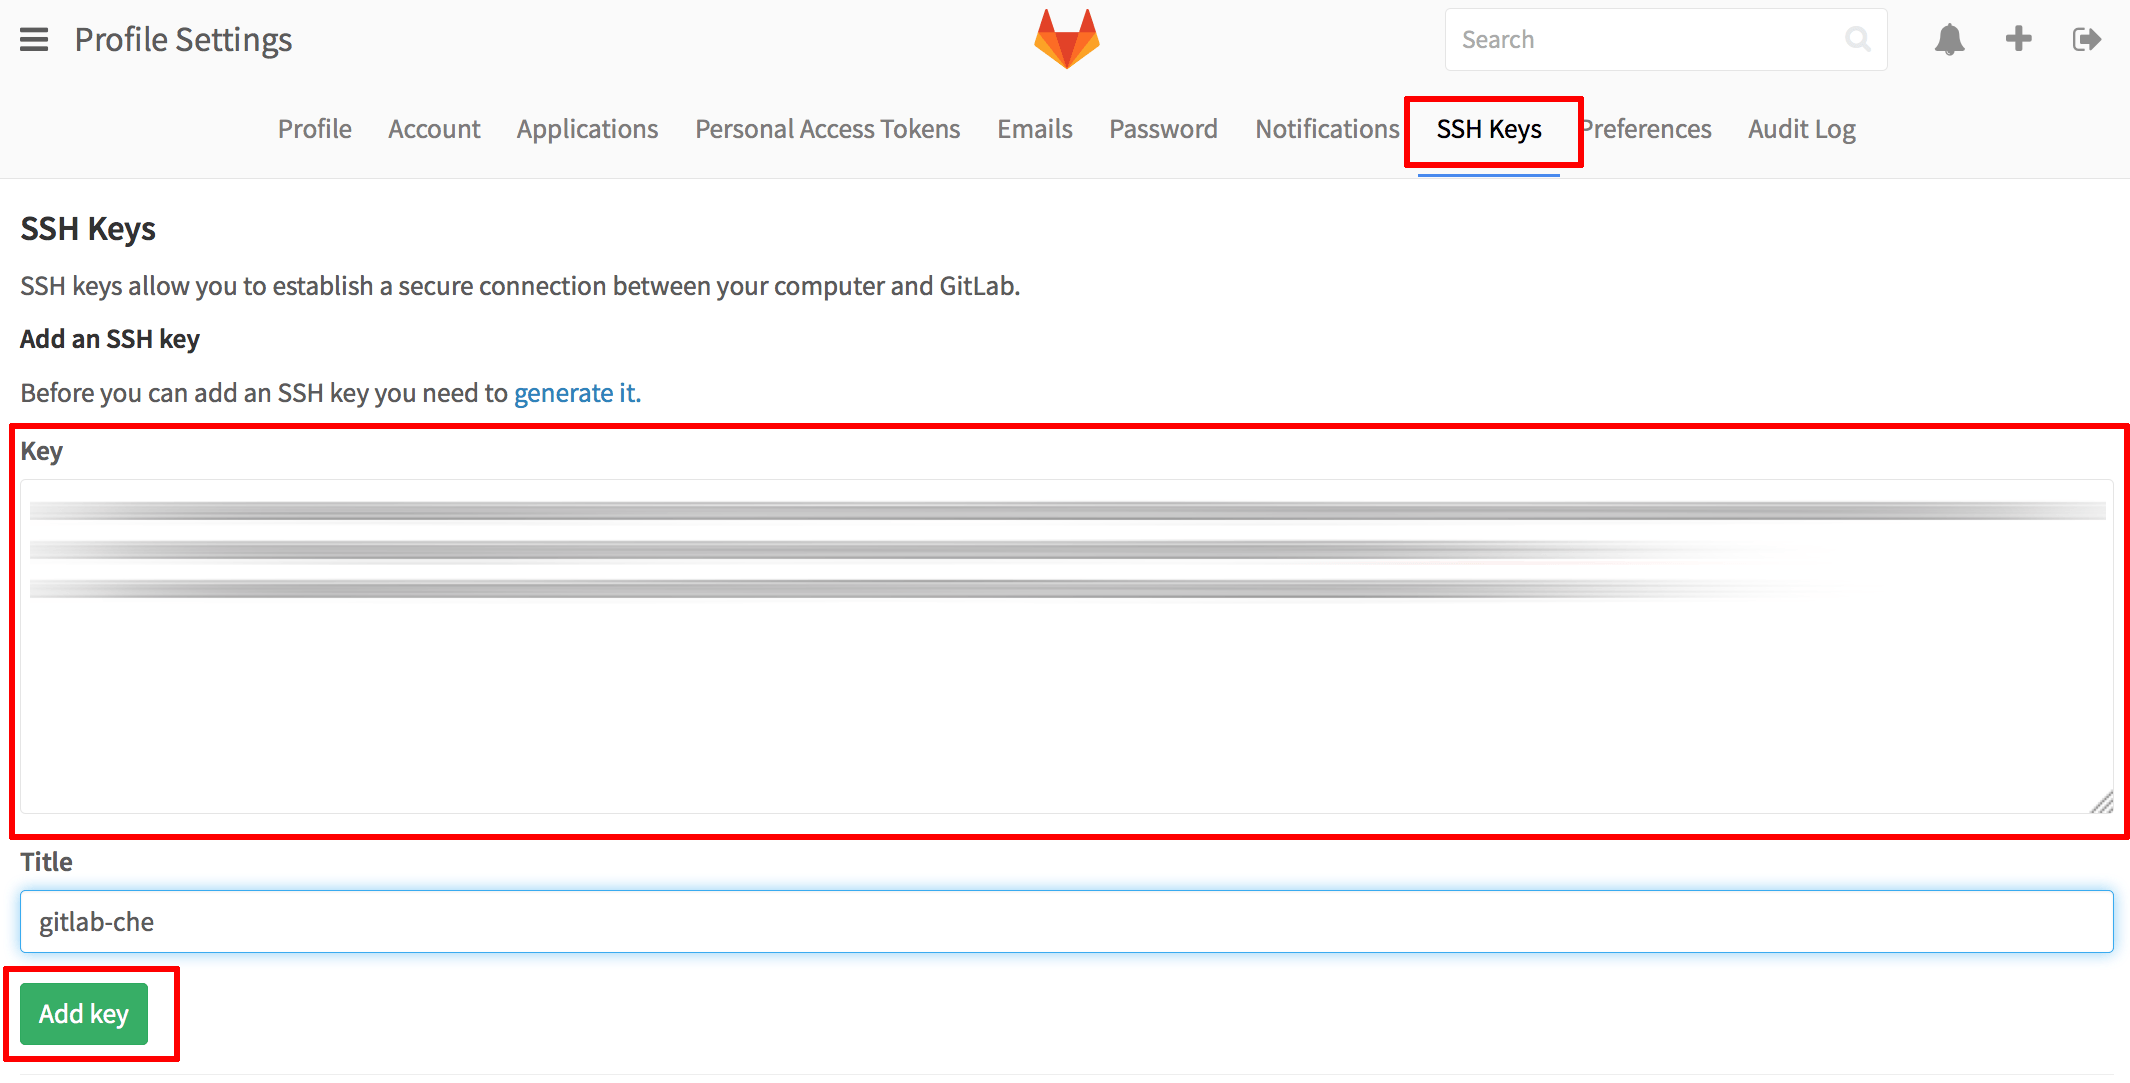 Profile Settings
Search
Profile Account Applications Personal Access Tokens Emails Password Notifications SSH Keys Preferences Audit Log
SSH Keys
SSH keys allow you to establish a secure connection between your computer and GitLab.
Add an SSH key
Before you can add an SSH key you need to generate it.
Key
Title
gitlab-che
Add key